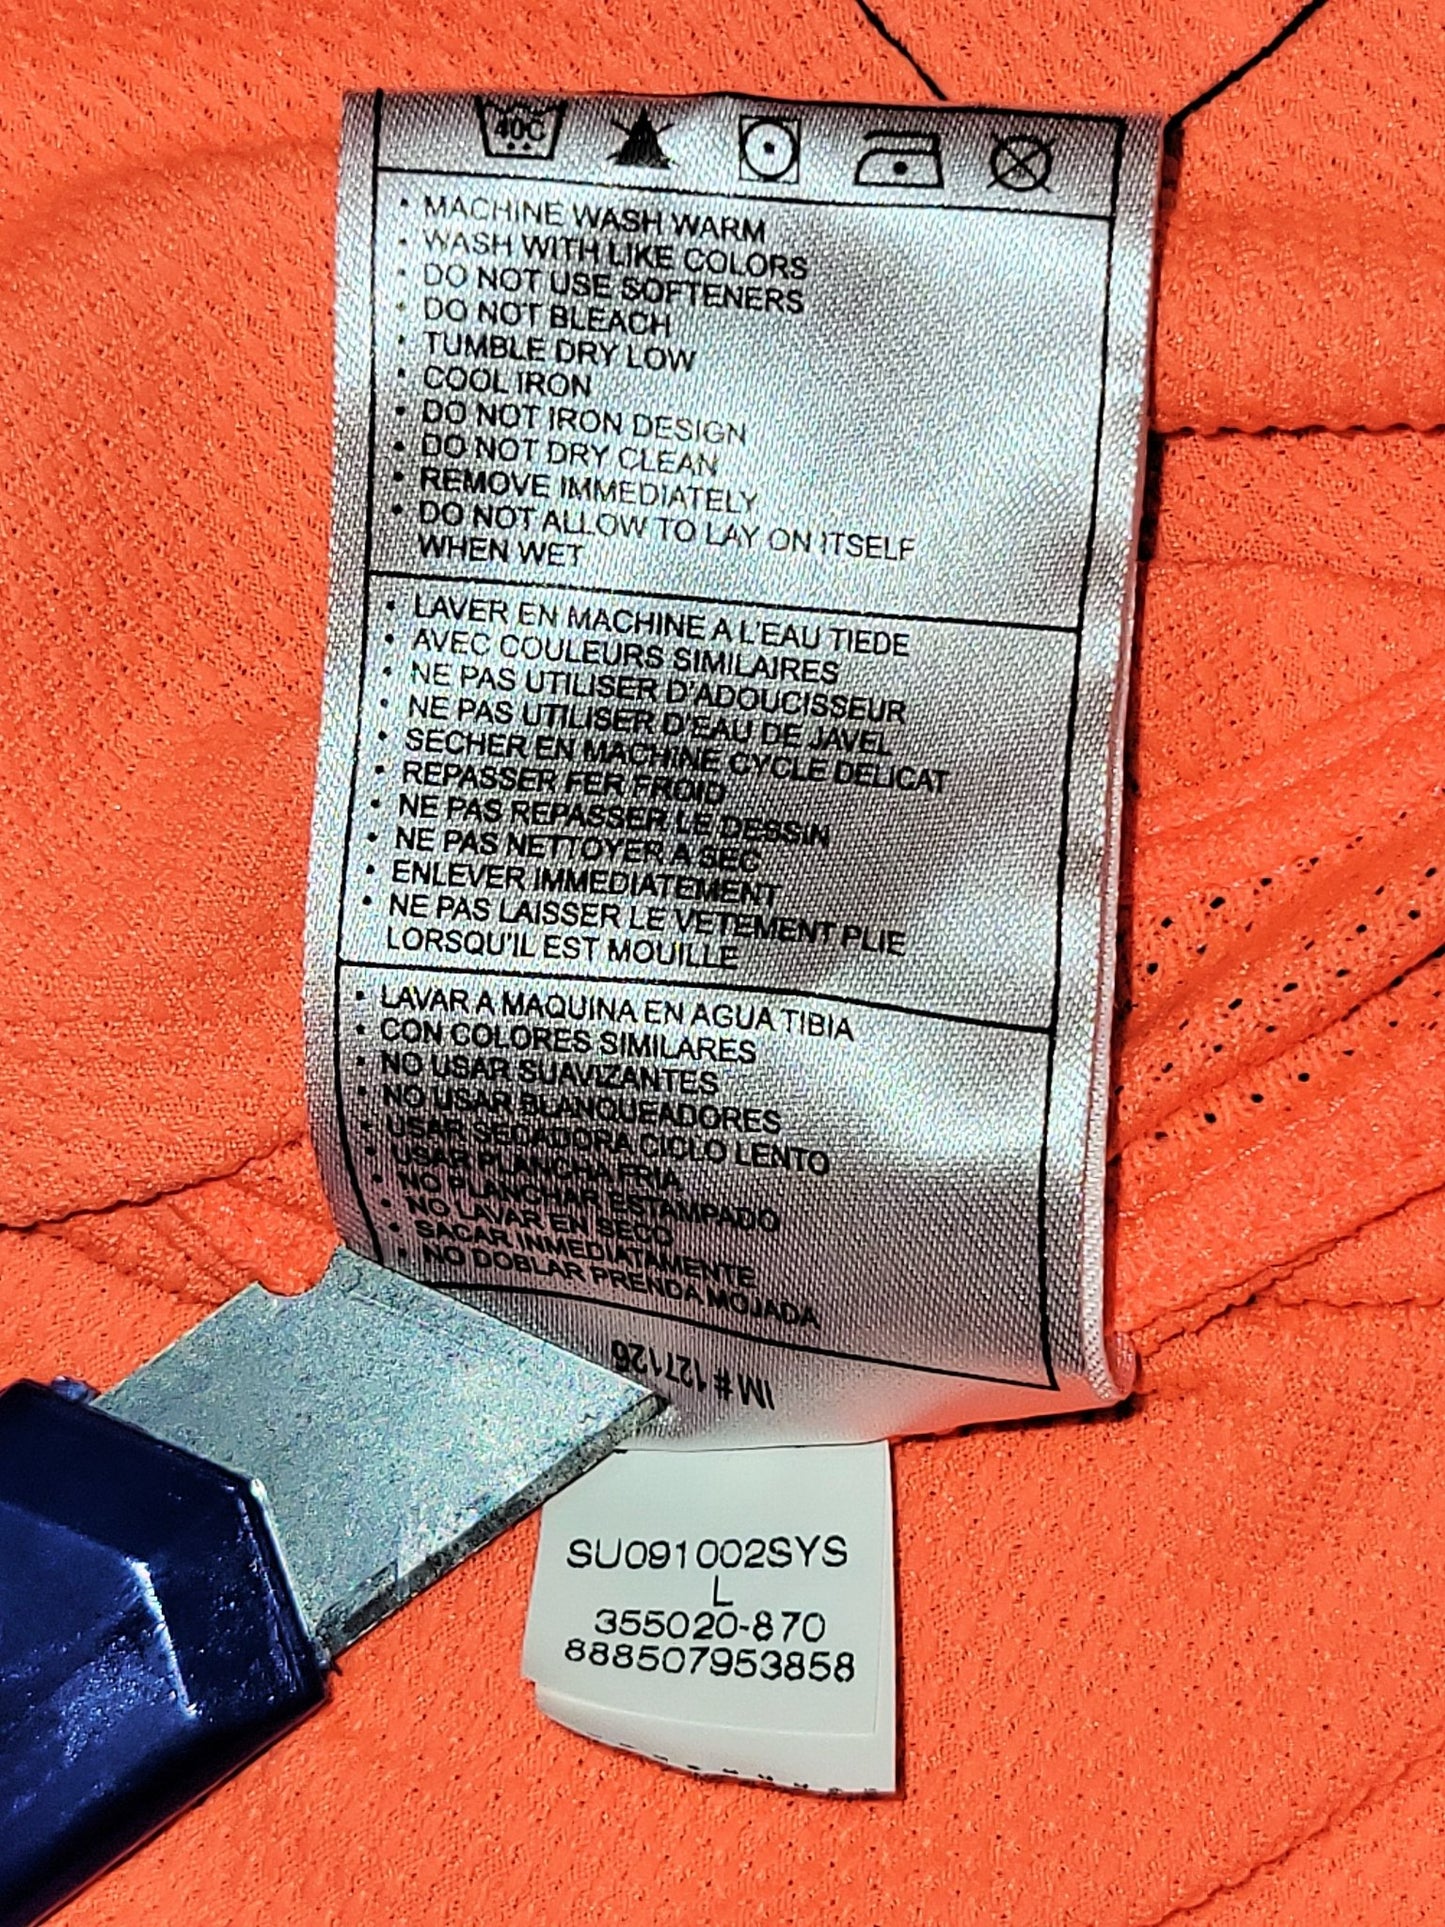 40C
• MACHINE WASH WARM
• WASH WITH LIKE COLORS
• DO NOT USE SOFTENERS
• DO NOT BLEACH
• TUMBLE DRY LOW
• COOL IRON
• DO NOT IRON DESIGN
• DO NOT DRY CLEAN
• REMOVE IMMEDIATELY
• DO NOT ALLOW TO LAY ON ITSELF
WHEN WET
• LAVER EN MACHINE A L'EAU TIEDE
• AVEC COULEURS SIMILAIRES
• NE PAS UTILISER D'ADOUCISSEUR
• NE PAS UTILISER D'EAU DE JAVEL
• SECHER EN MACHINE CYCLE DELICAT
• REPASSER FER FROID
• NE PAS REPASSER LE DESSIN
• NE PAS NETTOYER A SEC
• ENLEVER IMMEDIATEMENT
• NE PAS LAISSER LE VETEMENT PLIE
LORSQU'IL EST MOUILLE
• LAVAR A MAQUINA EN AGUA TIBIA
• CON COLORES SIMILARES
• NO USAR SUAVIZANTES
• NO USAR BLANQUEADORES
• USAR SECADORA CICLO LENTO
• USAR PLANCHA FRIA
• NO PLANCHAR ESTAMPADO
• NO LAVAR EN SECO
• SACAR INMEDIATAMENTE
• NO DOBLAR PRENDA MOJADA
IM # 127126
SU091002SYS
L
355020-870
888507953858